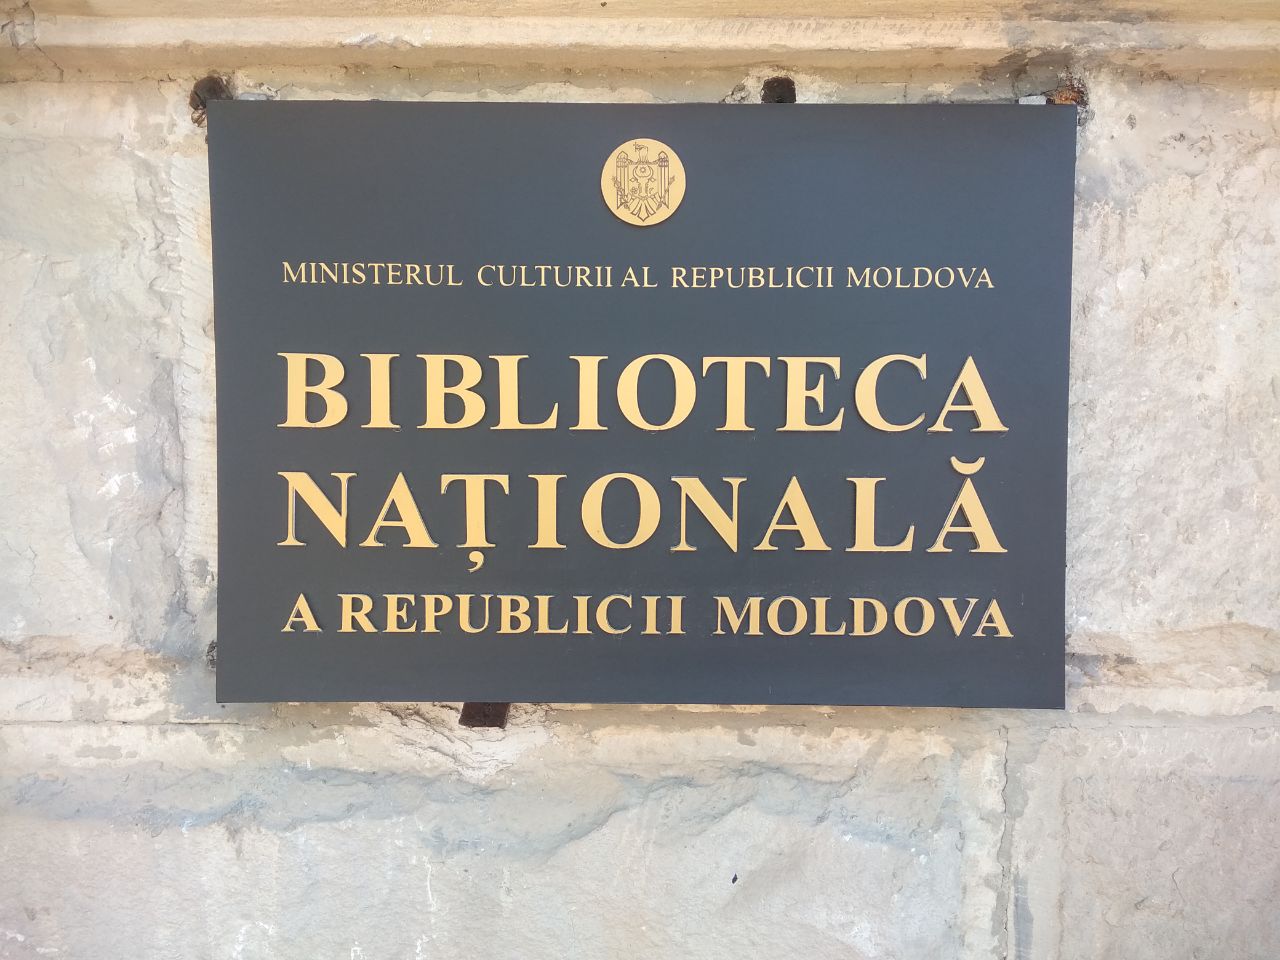 MINISTERUL CULTURII AL REPUBLICII MOLDOVA
BIBLIOTECA
NAȚIONALĂ
A REPUBLICII MOLDOVA